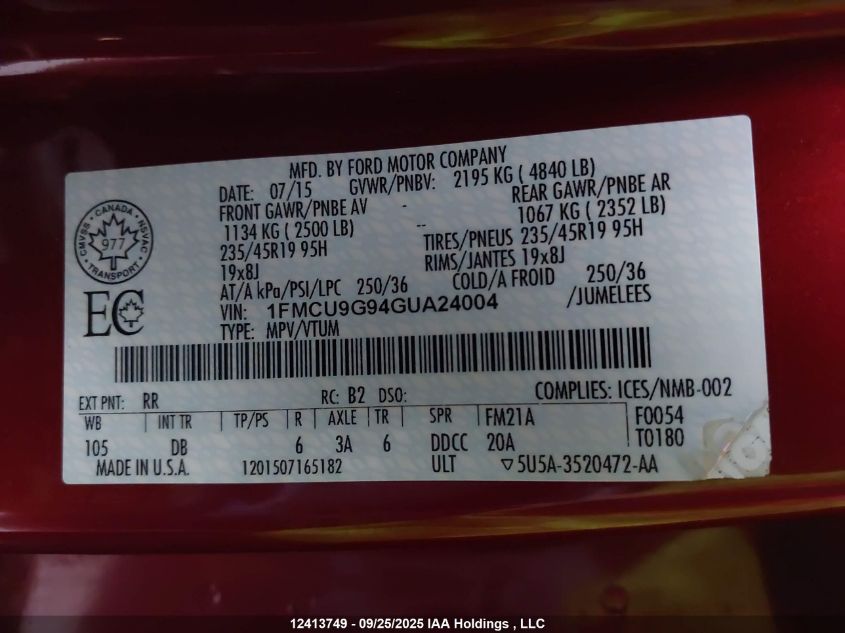 MFD. BY FORD MOTOR COMPANY
DATE: 07/15 GVWR/PNBV: 2195 KG ( 4840 LB)
FRONT GAWR/PNBE AV - REAR GAWR/PNBE AR
1134 KG ( 2500 LB) -- 1067 KG ( 2352 LB)
235/45R19 95H TIRES/PNEUS 235/45R19 95H
19x8J RIMS/JANTES 19x8J
AT/A kPa/PSI/LPC 250/36 COLD/A FROID 250/36
VIN: 1FMCU9G94GUA24004 /JUMELEES
TYPE: MPV/VTUM
CMVSS · CANADA · NSVAC
977
TRANSPORT
EC
EXT PNT: RR RC: B2 DSO: COMPLIES: ICES/NMB-002
WB INT TR TP/PS R AXLE TR SPR FM21A F0054
105 DB 6 3A 6 DDCC 20A T0180
MADE IN U.S.A. 1201507165182 ULT ▽5U5A-3520472-AA
12413749 - 09/25/2025 IAA Holdings , LLC